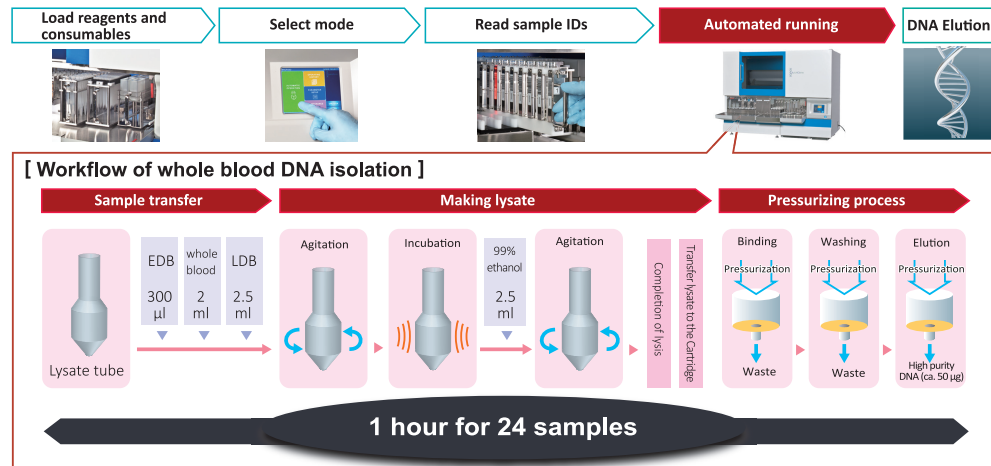 Load reagents and
consumables
Select mode
Read sample IDs
Automated running
DNA Elution
[ Workflow of whole blood DNA isolation ]
Sample transfer
Making lysate
Pressurizing process
Lysate tube
EDB
300
µl
whole
blood
2
ml
LDB
2.5
ml
Agitation
Incubation
99%
ethanol
2.5
ml
Agitation
Completion of lysis
Transfer lysate to the Cartridge
Binding
Pressurization
Waste
Washing
Pressurization
Waste
Elution
Pressurization
High purity
DNA (ca. 50 µg)
1 hour for 24 samples